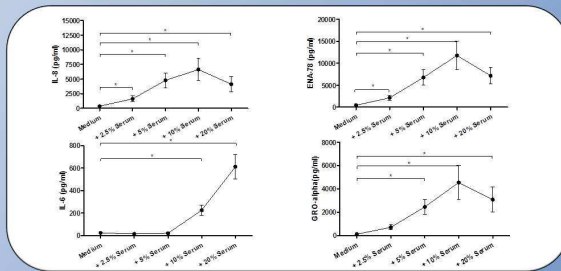 IL-8 (pg/ml)
15000
12500
10000
7500
5000
2500
0
*
*
*
*
Medium
+ 2.5% Serum
+ 5% Serum
+ 10% Serum
+ 20% Serum
ENA-78 (pg/ml)
20000
15000
10000
5000
0
*
*
*
*
Medium
+ 2.5% Serum
+ 5% Serum
+ 10% Serum
+ 20% Serum
IL-6 (pg/ml)
800
600
400
200
0
*
*
Medium
+ 2.5% Serum
+ 5% Serum
+ 10% Serum
+ 20% Serum
GRO-alpha(pg/ml)
8000
6000
4000
2000
0
*
*
*
Medium
+ 2.5% Serum
+ 5% Serum
+ 10% Serum
+ 20% Serum